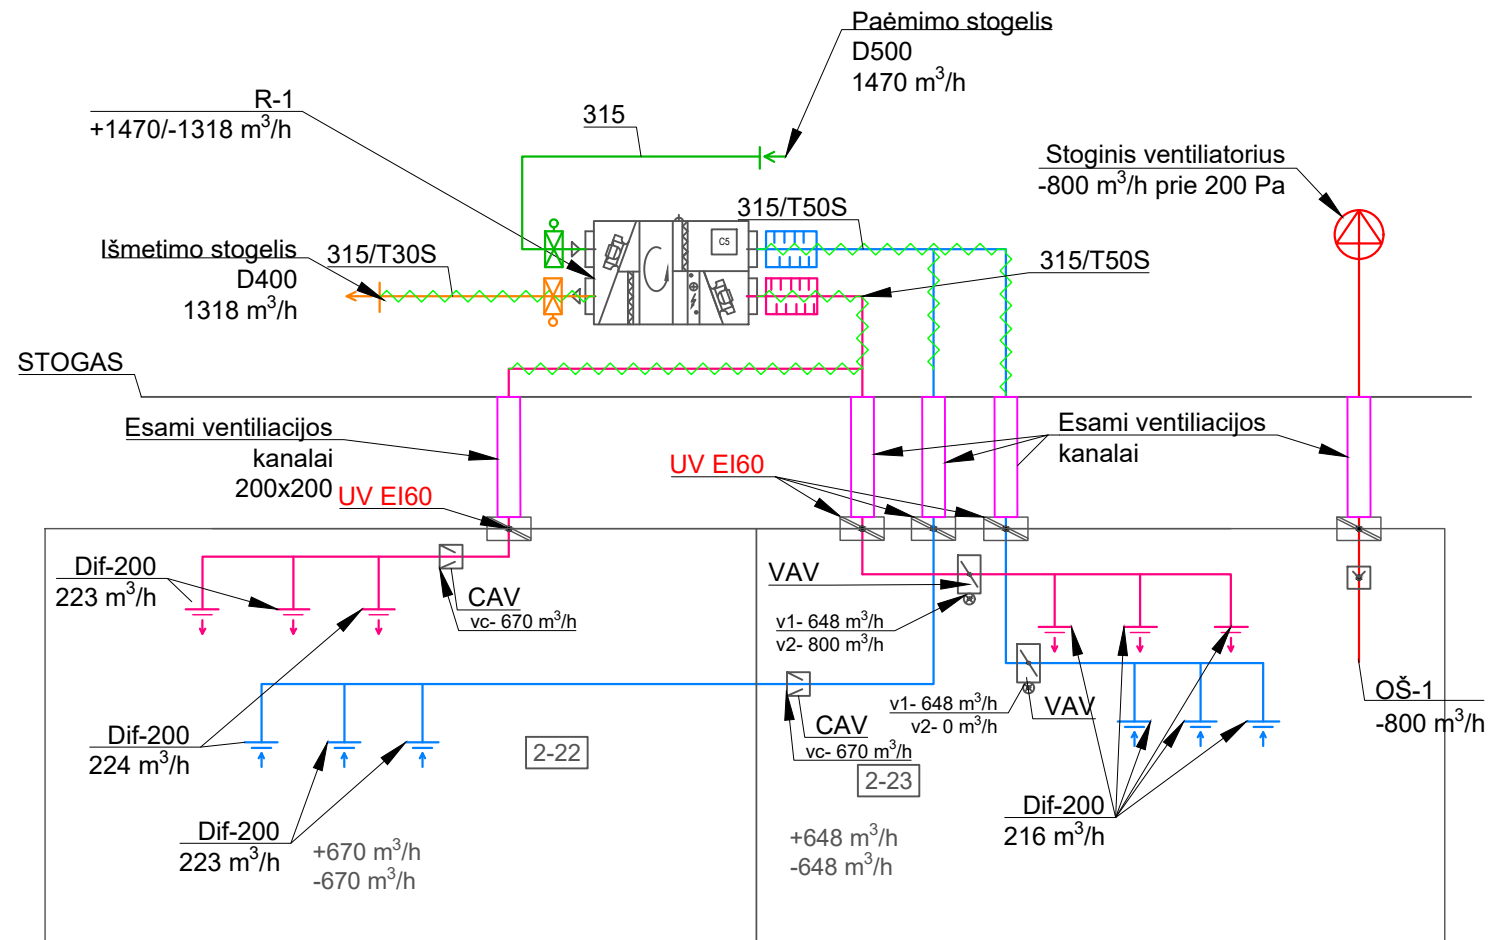 Paėmimo stogelis
D500
1470 m³/h
R-1
+1470/-1318 m³/h
315
Stoginis ventiliatorius
-800 m³/h prie 200 Pa
315/T50S
C5
Išmetimo stogelis
D400
1318 m³/h
315/T30S
315/T50S
STOGAS
Esami ventiliacijos
kanalai
200x200
UV EI60
UV EI60
Esami ventiliacijos
kanalai
Dif-200
223 m³/h
CAV
vc- 670 m³/h
VAV
v1- 648 m³/h
v2- 800 m³/h
v1- 648 m³/h
v2- 0 m³/h
VAV
OŠ-1
-800 m³/h
Dif-200
224 m³/h
2-22
CAV
vc- 670 m³/h
2-23
Dif-200
216 m³/h
Dif-200
223 m³/h
+670 m³/h
-670 m³/h
+648 m³/h
-648 m³/h